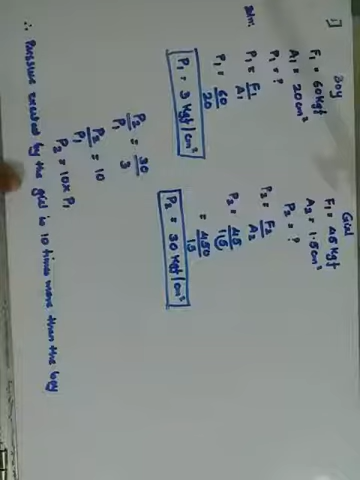 1]
Boy
F₁ = 60 kgf
A₁ = 20 cm²
P₁ = ?
soln.
P₁ = F₁/A₁
P₁ = 60/20
P₁ = 3 kgf/cm²
Girl
F₁ = 45 kgf
A₂ = 1.5 cm²
P₂ = ?
P₂ = F₂/A₂
P₂ = 45/1.5
= 450/15
P₂ = 30 kgf/cm²
P₂/P₁ = 30/3
P₂/P₁ = 10
P₂ = 10 x P₁
∴ Pressure exerted by the girl is 10 times more than the boy